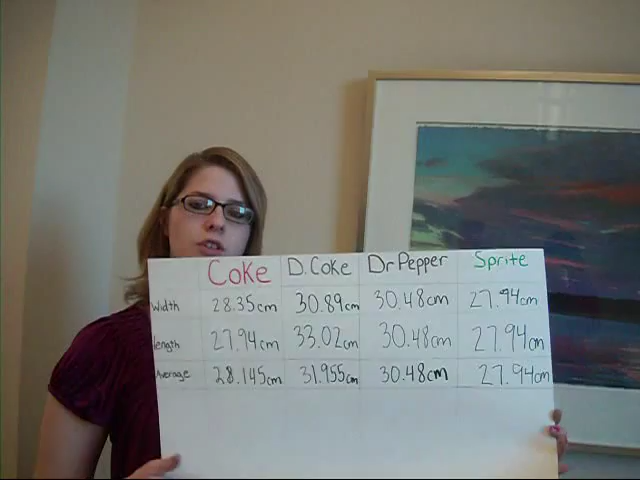 Coke D. Coke Dr Pepper Sprite
Width 28.35cm 30.89cm 30.48cm 27.94cm
length 27.94cm 33.02cm 30.48cm 27.94cm
Average 28.145cm 31.955cm 30.48cm 27.94cm